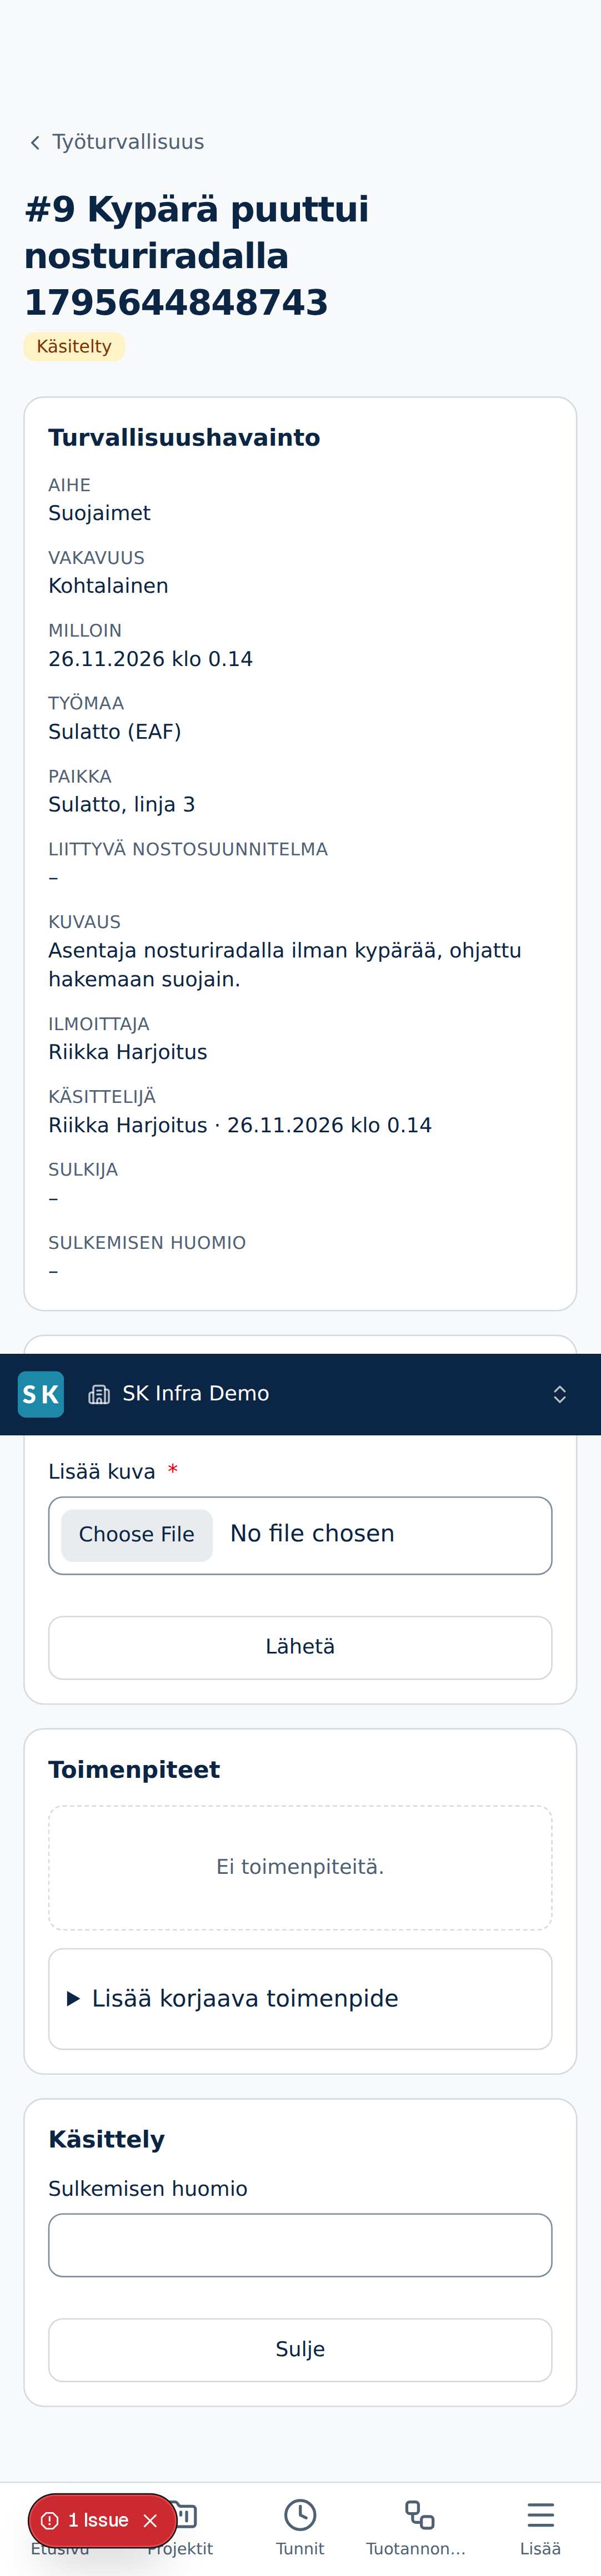 Työturvallisuus
#9 Kypärä puuttui
nosturiradalla
1795644848743
Käsitelty
Turvallisuushavainto
AIHE
Suojaimet
VAKAVUUS
Kohtalainen
MILLOIN
26.11.2026 klo 0.14
TYÖMAA
Sulatto (EAF)
PAIKKA
Sulatto, linja 3
LIITTYVÄ NOSTOSUUNNITELMA
–
KUVAUS
Asentaja nosturiradalla ilman kypärää, ohjattu
hakemaan suojain.
ILMOITTAJA
Riikka Harjoitus
KÄSITTELIJÄ
Riikka Harjoitus · 26.11.2026 klo 0.14
SULKIJA
–
SULKEMISEN HUOMIO
–
SK SK Infra Demo
Lisää kuva *
Choose File No file chosen
Lähetä
Toimenpiteet
Ei toimenpiteitä.
Lisää korjaava toimenpide
Käsittely
Sulkemisen huomio
Sulje
1 Issue
Etusivu Projektit Tunnit Tuotannon... Lisää